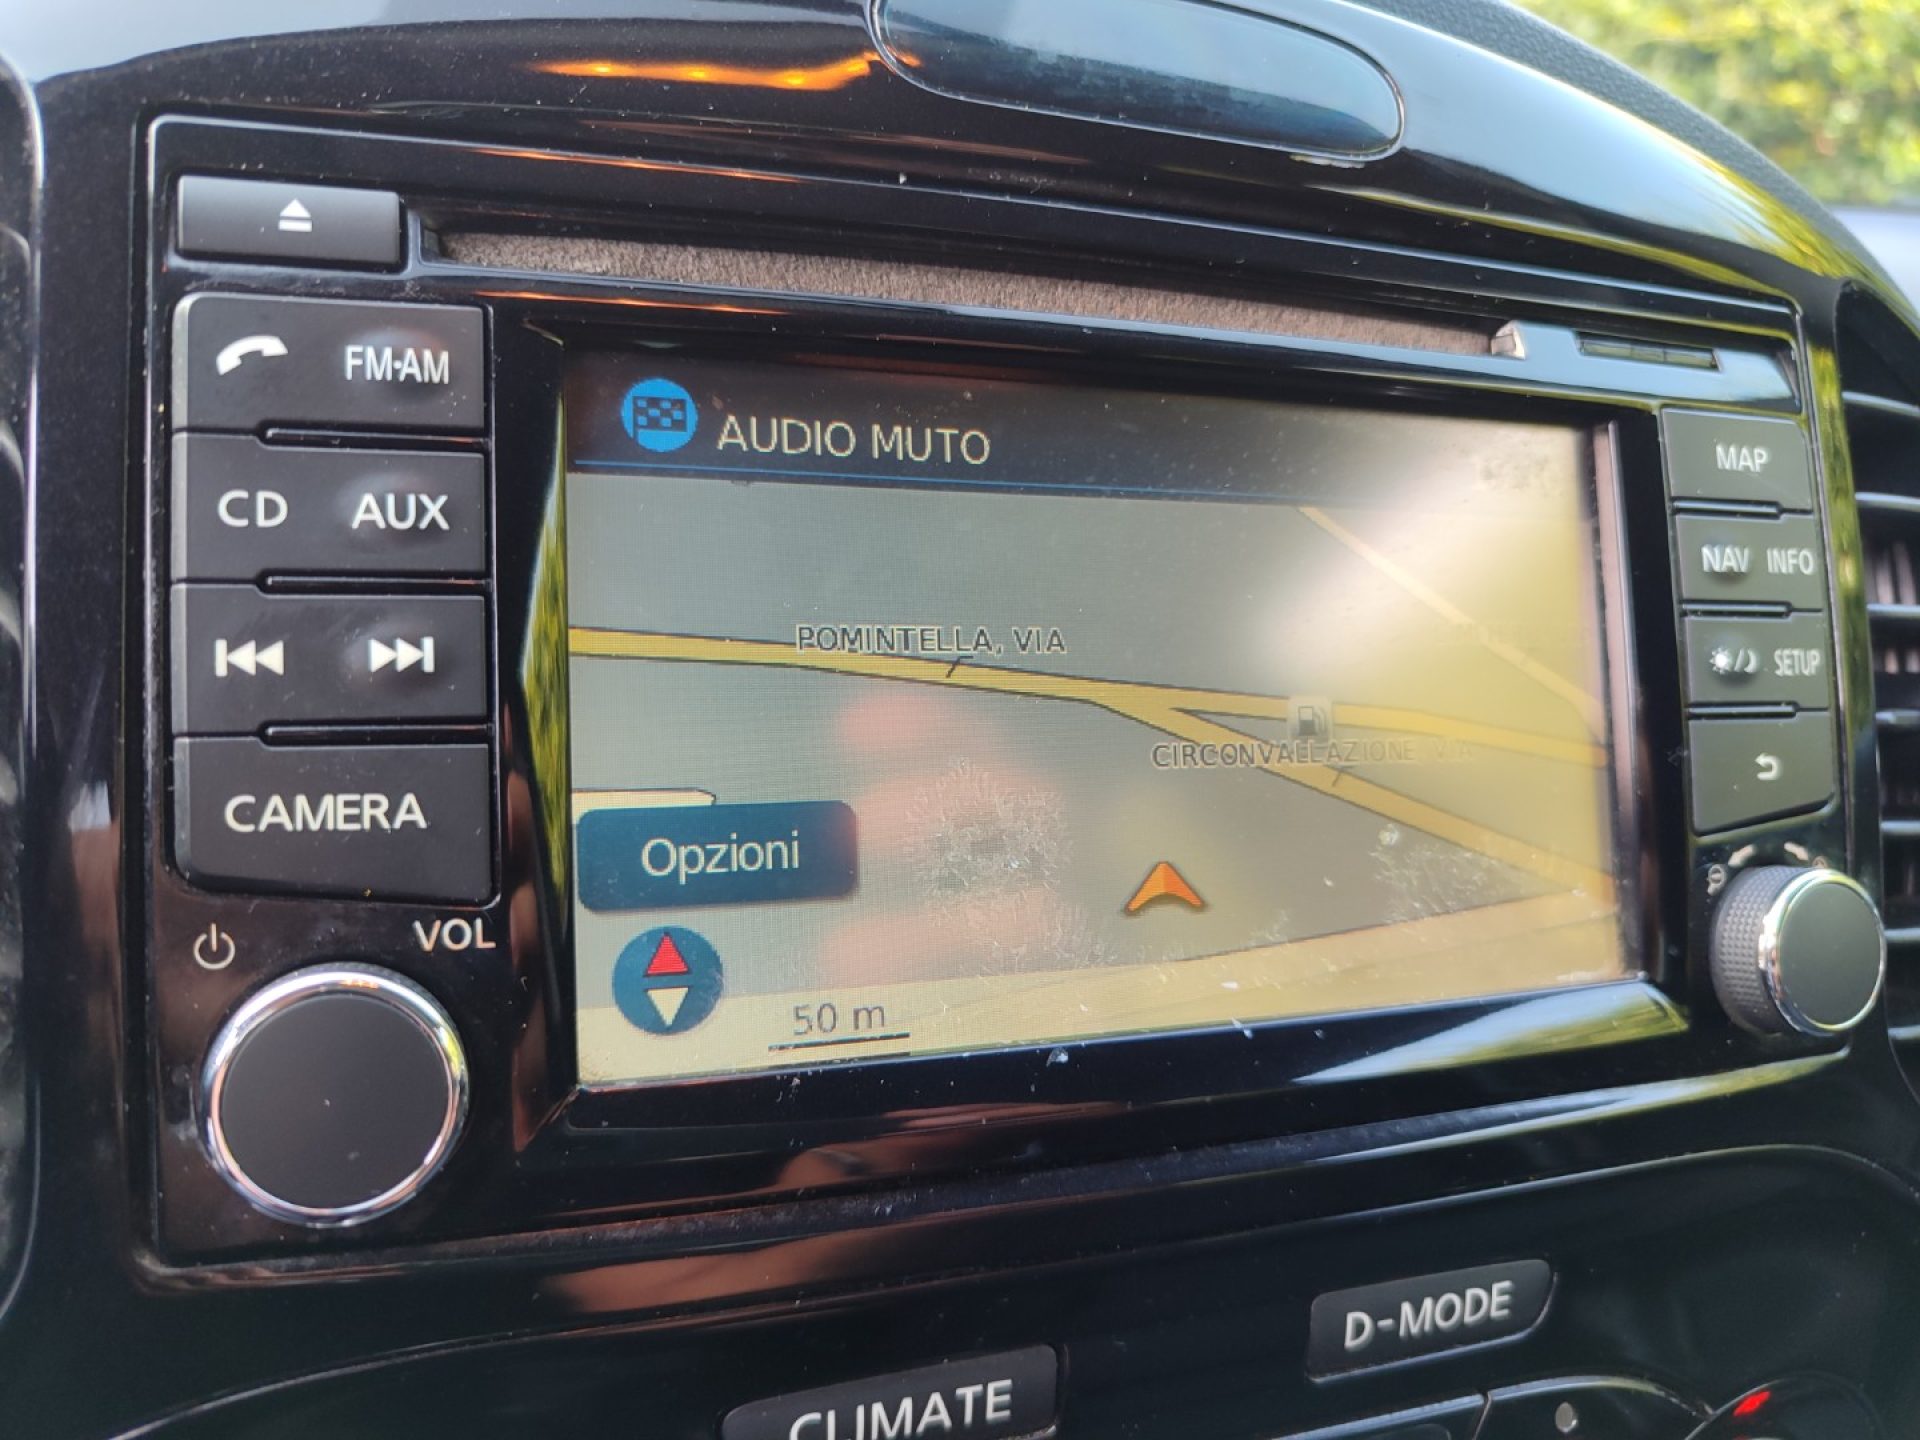 FM·AM
CD AUX
CAMERA
VOL
AUDIO MUTO
POMINTELLA, VIA
CIRCONVALLAZIONE, VIA
Opzioni
50 m
MAP
NAV INFO
SETUP
D-MODE
CLIMATE